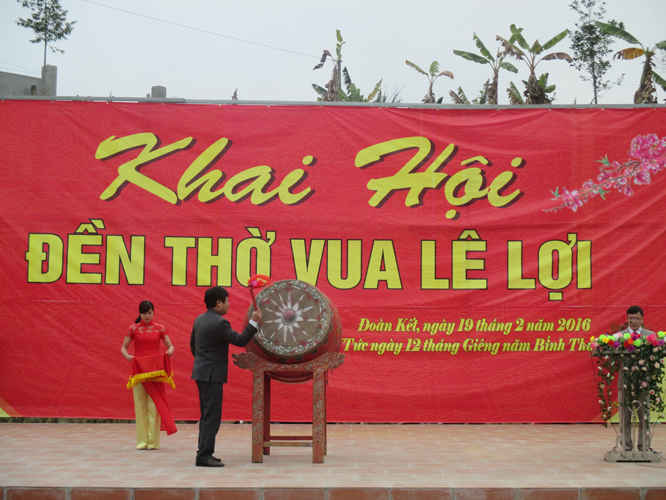 Khai Hội
ĐỀN THỜ VUA LÊ LỢI
Đoàn Kết, ngày 19 tháng 2 năm 2016
Tức ngày 12 tháng Giêng năm Bính Thâ